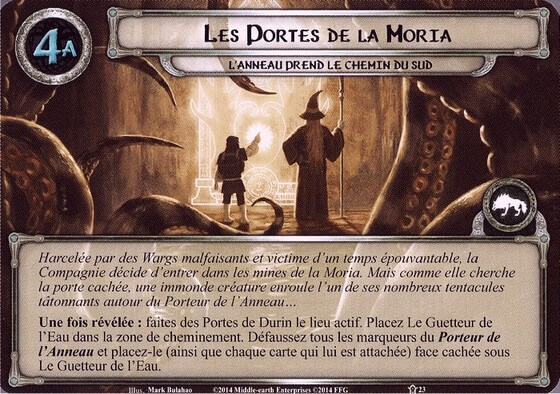 4A
LES PORTES DE LA MORIA
L'ANNEAU PREND LE CHEMIN DU SUD
Harcelée par des Wargs malfaisants et victime d'un temps épouvantable, la
Compagnie décide d'entrer dans les mines de la Moria. Mais comme elle cherche
la porte cachée, une immonde créature enroule l'un de ses nombreux tentacules
tâtonnants autour du Porteur de l'Anneau…
Une fois révélée : faites des Portes de Durin le lieu actif. Placez Le Guetteur de
l'Eau dans la zone de cheminement. Défaussez tous les marqueurs du Porteur de
l'Anneau et placez-le (ainsi que chaque carte qui lui est attachée) face cachée sous
Le Guetteur de l'Eau.
Illus. Mark Bulahao ©2014 Middle-earth Enterprises ©2014 FFG 23